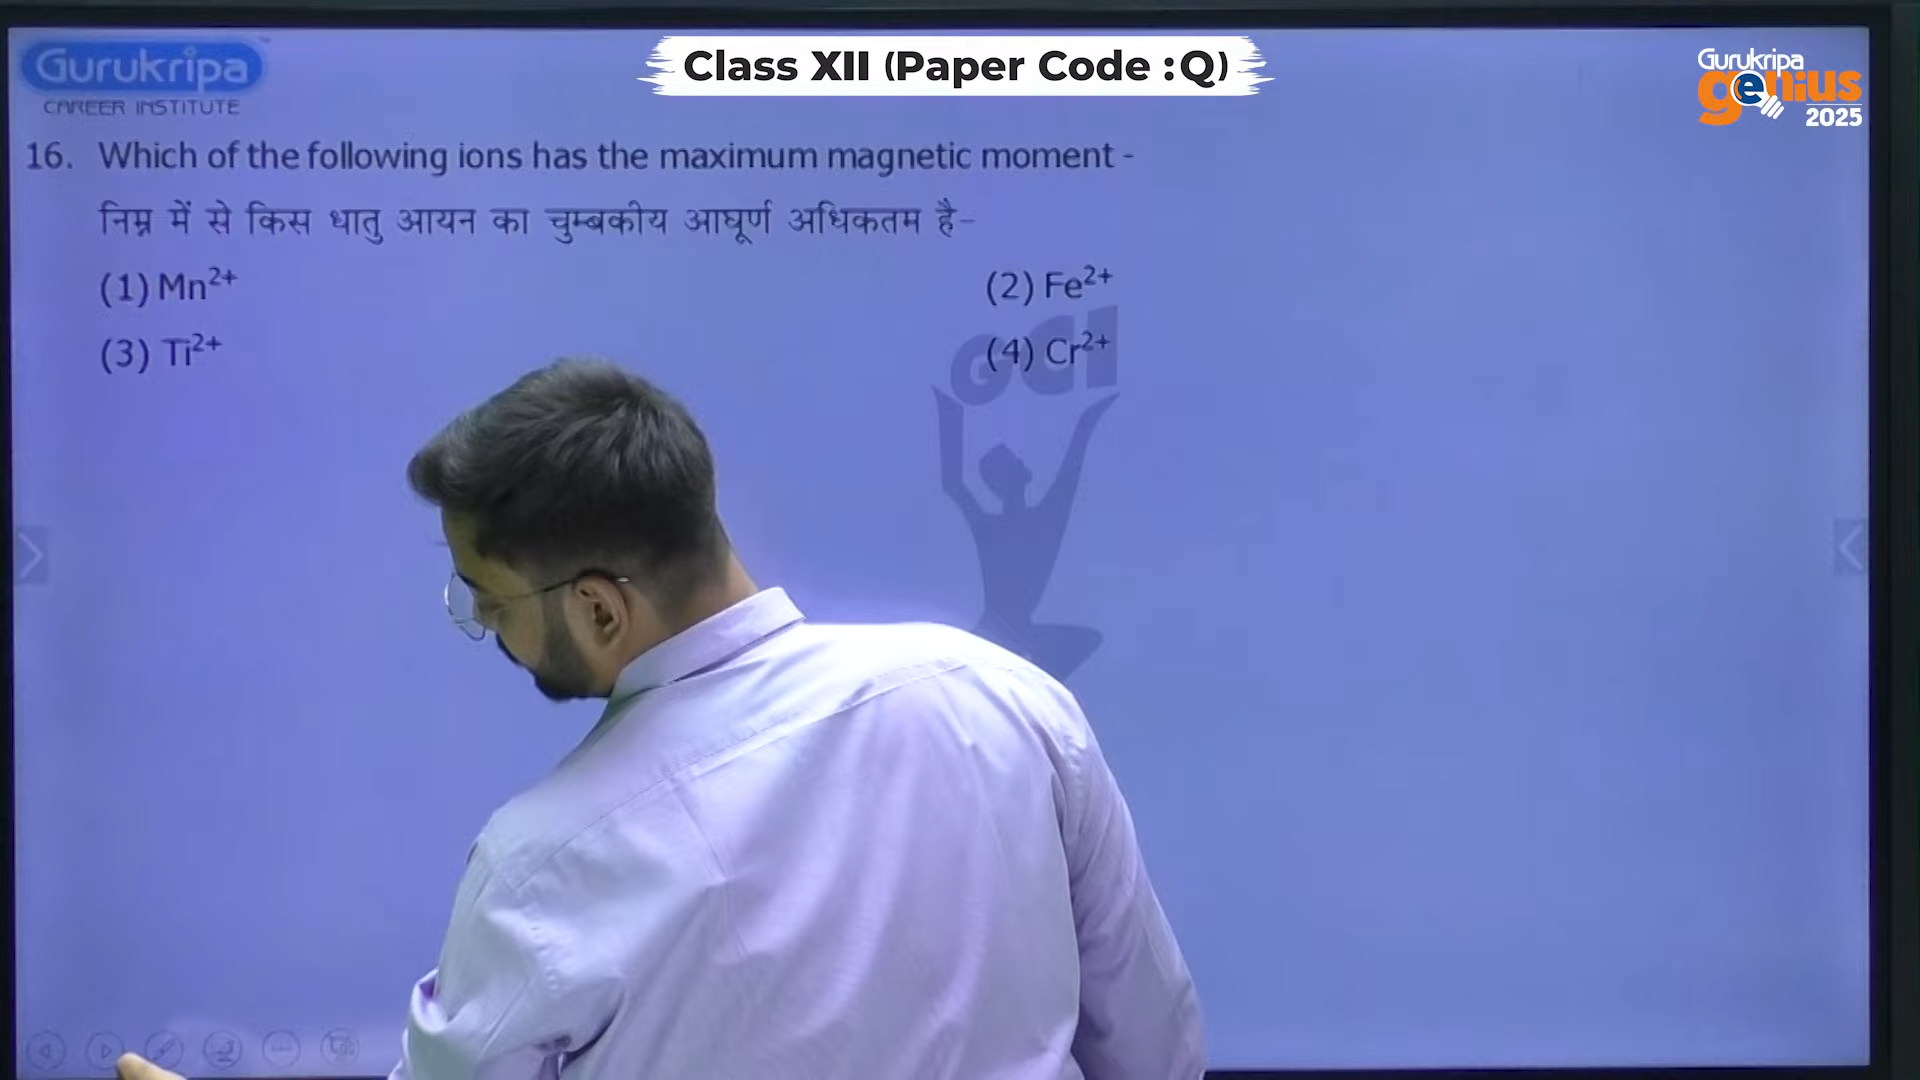 Gurukripa
CAREER INSTITUTE
Class XII (Paper Code :Q)
Gurukripa
genius
2025
16. Which of the following ions has the maximum magnetic moment -
निम्न में से किस धातु आयन का चुम्बकीय आघूर्ण अधिकतम है-
(1) Mn²⁺ (2) Fe²⁺
(3) Ti²⁺ (4) Cr²⁺
GCI